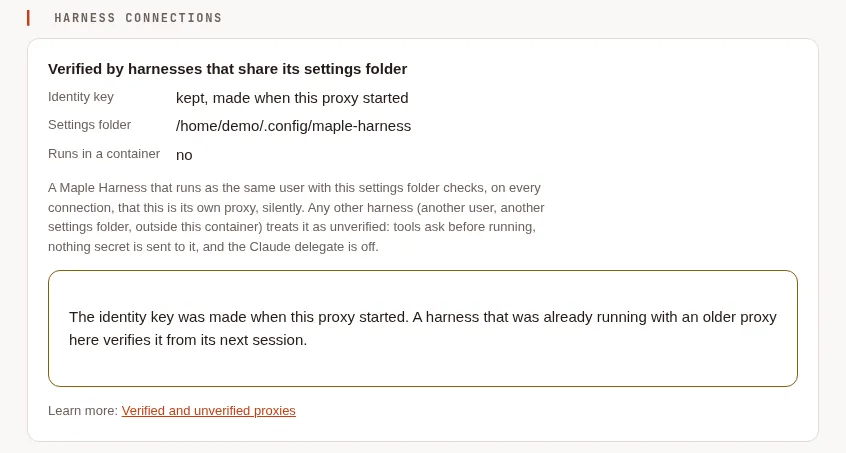 HARNESS CONNECTIONS
Verified by harnesses that share its settings folder
Identity key kept, made when this proxy started
Settings folder /home/demo/.config/maple-harness
Runs in a container no
A Maple Harness that runs as the same user with this settings folder checks, on every
connection, that this is its own proxy, silently. Any other harness (another user, another
settings folder, outside this container) treats it as unverified: tools ask before running,
nothing secret is sent to it, and the Claude delegate is off.
The identity key was made when this proxy started. A harness that was already running with an older proxy
here verifies it from its next session.
Learn more: Verified and unverified proxies